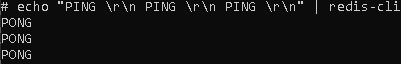 # echo "PING \r\n PING \r\n PING \r\n" | redis-cli
PONG
PONG
PONG